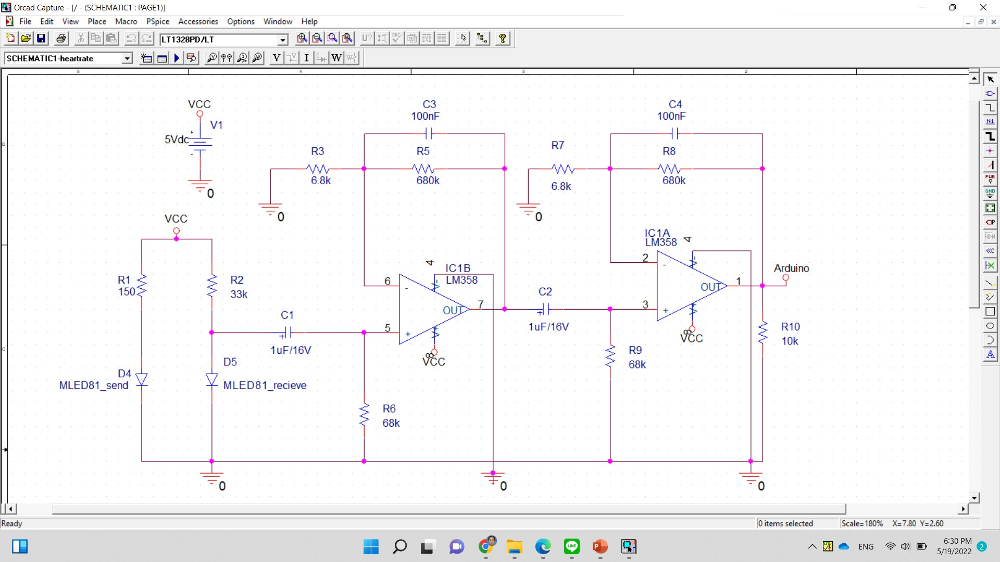 Orcad Capture - [/ - (SCHEMATIC1 : PAGE1)]
File Edit View Place Macro PSpice Accessories Options Window Help
LT1328PD/LT
U?
DRC
?
SCHEMATIC1-heartrate
V I W
5 4 3 2
VCC
V1
5Vdc
+
-
0
C3
100nF
R3
6.8k
R5
680k
0
C4
100nF
R7
6.8k
R8
680k
0
VCC
R1
150
R2
33k
C1
+
1uF/16V
D4
MLED81_send
D5
MLED81_recieve
4
IC1B
LM358
6
-
V-
OUT
7
5
+
V+
8
VCC
R6
68k
C2
+
1uF/16V
IC1A
LM358
4
2
-
V-
OUT
1
3
+
V+
8
VCC
Arduino
R9
68k
R10
10k
0
0
0
D
C
N1
PWR
GND
Ready
0 items selected
Scale=180% X=7.80 Y=2.60
LINE
P
ENG
6:30 PM
5/19/2022
2